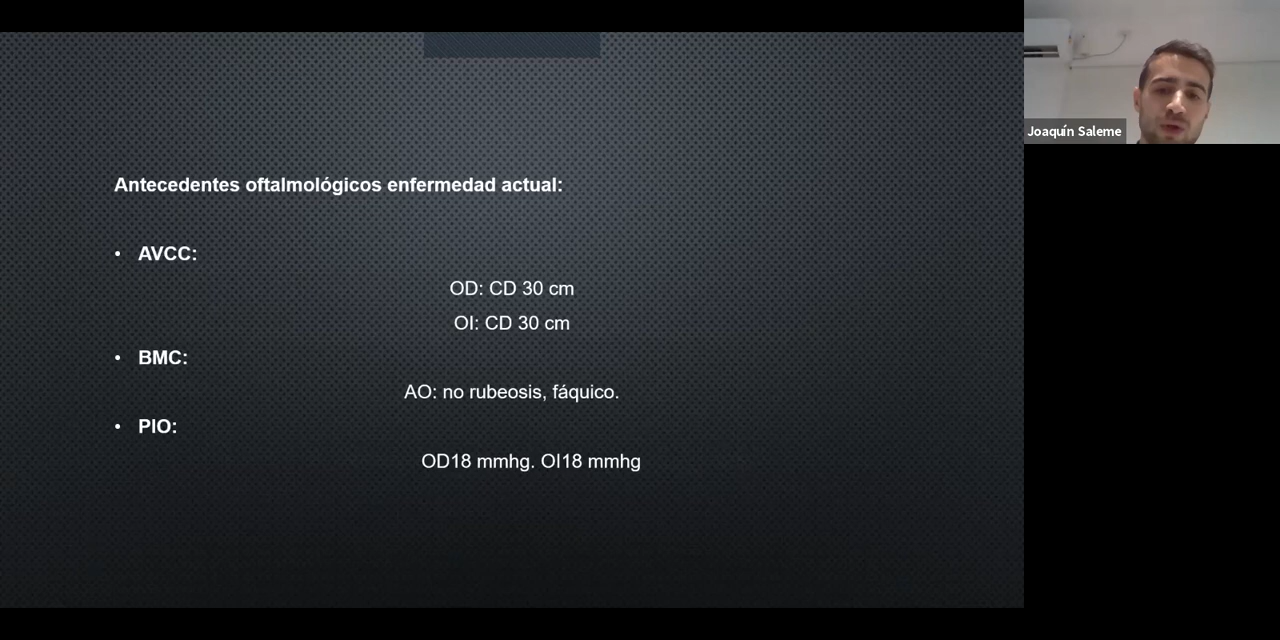 Antecedentes oftalmológicos enfermedad actual:
• AVCC:
OD: CD 30 cm
OI: CD 30 cm
• BMC:
AO: no rubeosis, fáquico.
• PIO:
OD18 mmhg. OI18 mmhg
Joaquín Saleme